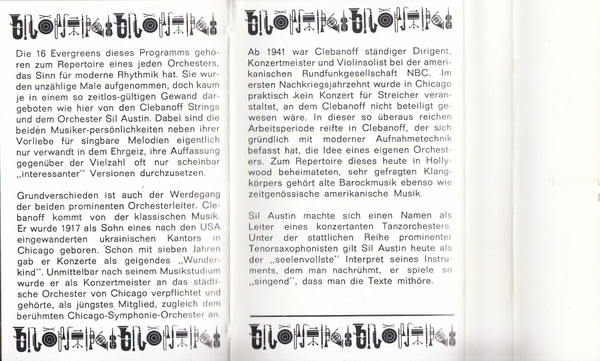 Die 16 Evergreens dieses Programms gehö-
ren zum Repertoire eines jeden Orchesters,
das Sinn für moderne Rhythmik hat. Sie wur-
den unzählige Male aufgenommen, doch kaum
je in einem so zeitlos-gültigen Gewand dar-
geboten wie hier von den Clebanoff Strings
und dem Orchester Sil Austin. Dabei sind die
beiden Musiker-persönlichkeiten neben ihrer
Vorliebe für singbare Melodien eigentlich
nur verwandt in dem Ehrgeiz, ihre Auffassung
gegenüber der Vielzahl oft nur scheinbar
„interessanter" Versionen durchzusetzen.
Grundverschieden ist auch der Werdegang
der beiden prominenten Orchesterleiter. Cle-
banoff kommt von der klassischen Musik.
Er wurde 1917 als Sohn eines nach den USA
eingewanderten ukrainischen Kantors in
Chicago geboren. Schon mit sieben Jahren
gab er Konzerte als geigendes „Wunder-
kind". Unmittelbar nach seinem Musikstudium
wurde er als Konzertmeister an das städti-
sche Orchester von Chicago verpflichtet und
gehörte, als jüngstes Mitglied, zugleich dem
berühmten Chicago-Symphonie-Orchester an.
Ab 1941 war Clebanoff ständiger Dirigent,
Konzertmeister und Violinsolist bei der ameri-
kanischen Rundfunkgesellschaft NBC. Im
ersten Nachkriegsjahrzehnt wurde in Chicago
praktisch kein Konzert für Streicher veran-
staltet, an dem Clebanoff nicht beteiligt ge-
wesen wäre. In dieser so überaus reichen
Arbeitsperiode reifte in Clebanoff, der sich
gründlich mit moderner Aufnahmetechnik
befasst hat, die Idee eines eigenen Orchest-
ers. Zum Repertoire dieses heute in Holly-
wood beheimateten, sehr gefragten Klang-
körpers gehört alte Barockmusik ebenso wie
zeitgenössische amerikanische Musik.
Sil Austin machte sich einen Namen als
Leiter eines konzertanten Tanzorchesters.
Unter der stattlichen Reihe prominenter
Tenorsaxophonisten gilt Sil Austin heute als
der „seelenvollste" Interpret seines Instru-
ments, dem man nachrühmt, er spiele so
„singend", dass man die Texte mithöre.